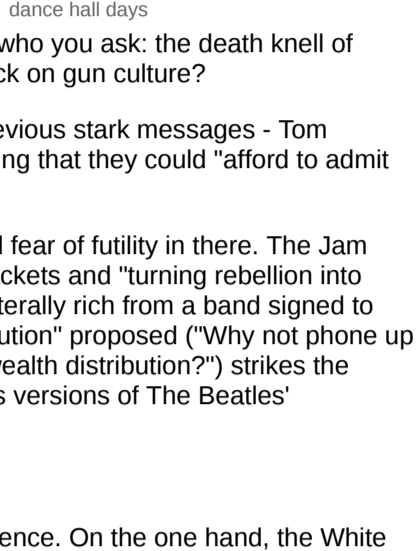 dance hall days
who you ask: the death knell of
ck on gun culture?
evious stark messages - Tom
ng that they could "afford to admit
l fear of futility in there. The Jam
ckets and "turning rebellion into
terally rich from a band signed to
ution" proposed ("Why not phone up
ealth distribution?") strikes the
s versions of The Beatles'
ence. On the one hand, the White